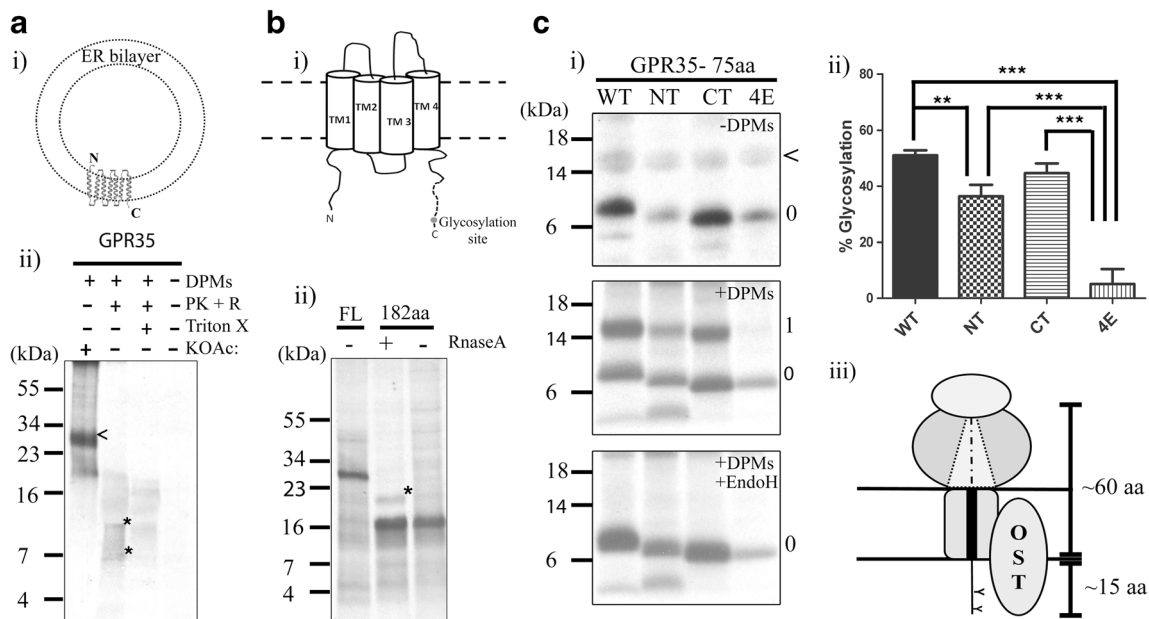 a
i)
ER bilayer
N
C
ii)
GPR35
+ + + – DPMs
– + + – PK + R
– – + – Triton X
+ – – – KOAc:
(kDa)
55
34
23
16
7
4
<
*
*
b
i)
TM1
TM2
TM 3
TM 4
N
C
Glycosylation
site
ii)
FL 182aa
– + – RnaseA
(kDa)
55
34
23
16
7
4
*
c
i)
GPR35- 75aa
WT NT CT 4E
(kDa)
-DPMs
18
14
6
<
0
+DPMs
18
14
6
1
0
+DPMs
+EndoH
18
14
6
0
ii)
% Glycosylation
80
60
40
20
0
***
** ***
***
WT NT CT 4E
iii)
OST
Y
Y
~60 aa
~15 aa